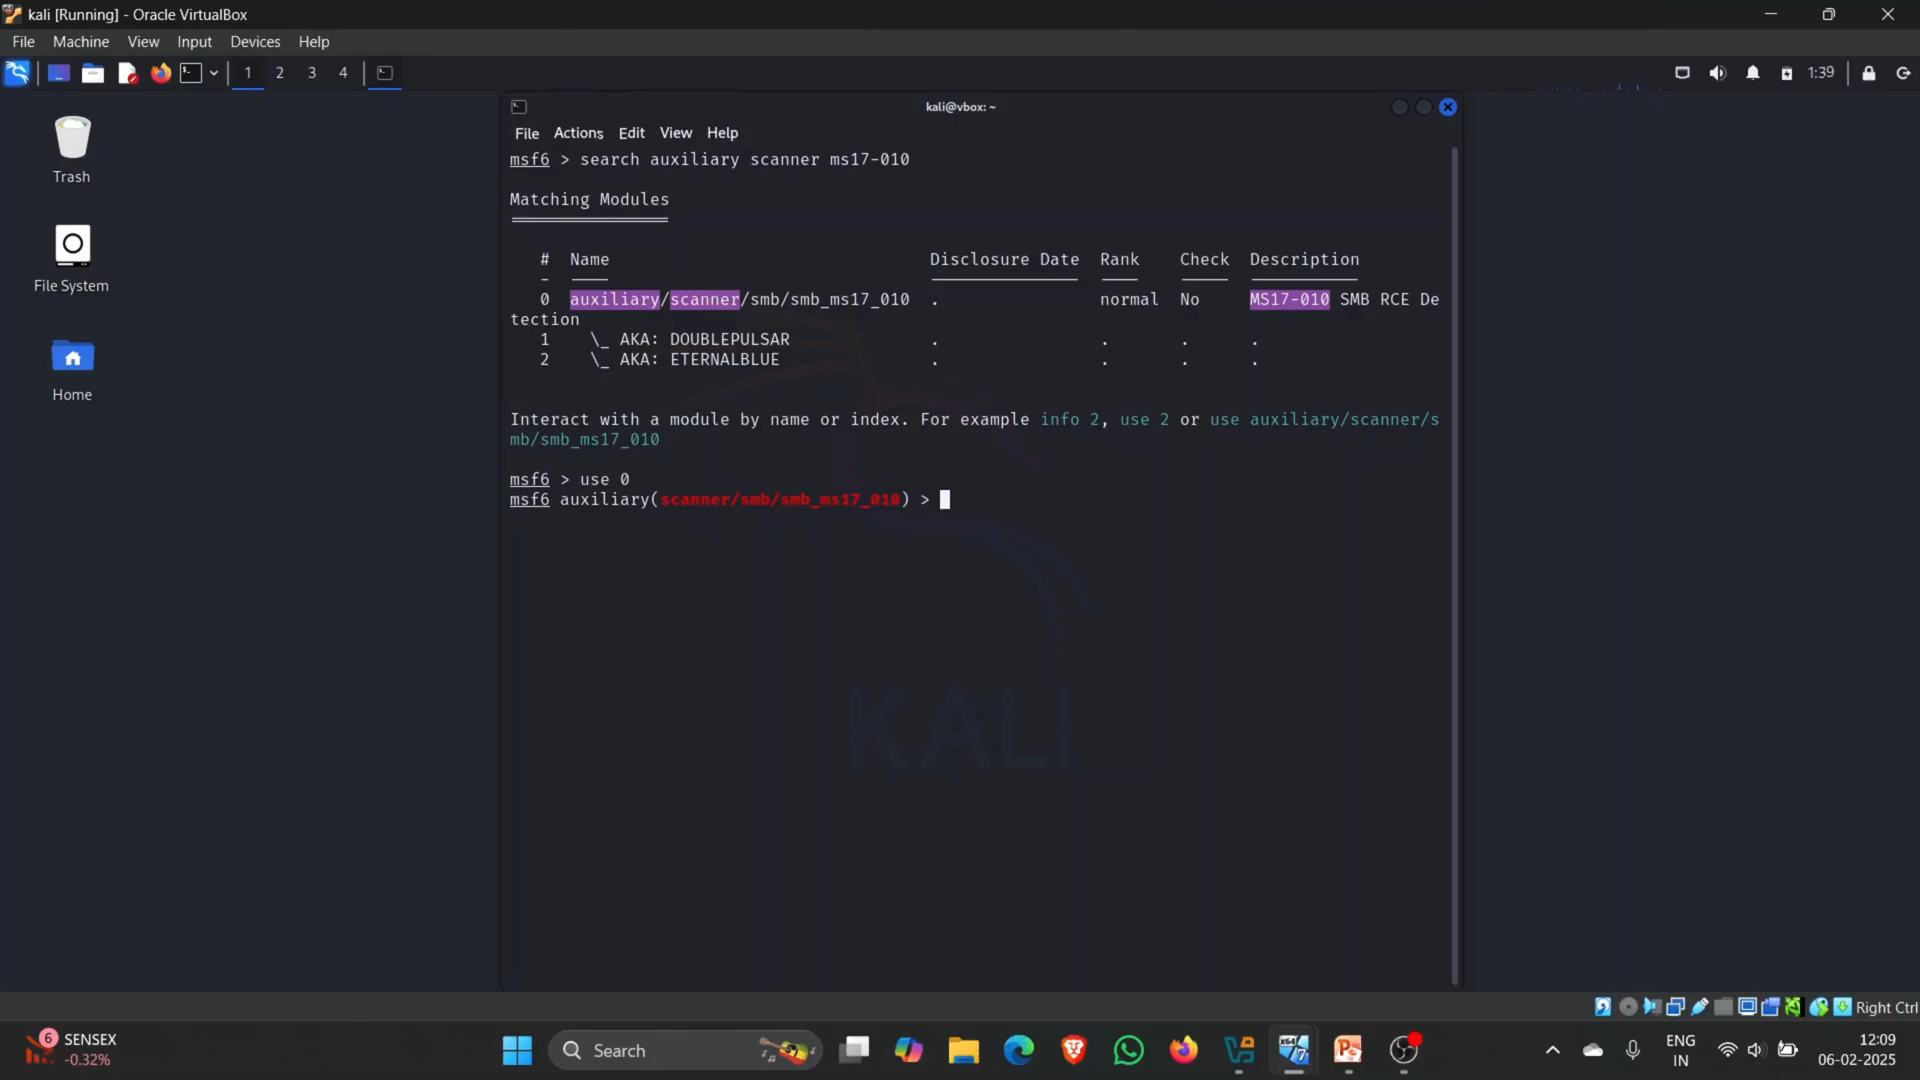 kali [Running] - Oracle VirtualBox
File Machine View Input Devices Help
1 2 3 4
1:39
Trash
File System
Home
kali@vbox: ~
File Actions Edit View Help
msf6 > search auxiliary scanner ms17-010
Matching Modules
# Name Disclosure Date Rank Check Description
- ---- --------------- ---- ----- -----------
0 auxiliary/scanner/smb/smb_ms17_010 . normal No MS17-010 SMB RCE De
tection
1 \_ AKA: DOUBLEPULSAR . . . .
2 \_ AKA: ETERNALBLUE . . . .
Interact with a module by name or index. For example info 2, use 2 or use auxiliary/scanner/s
mb/smb_ms17_010
msf6 > use 0
msf6 auxiliary(scanner/smb/smb_ms17_010) >
KALI
Right Ctrl
6 SENSEX
-0.32%
Search
ENG
IN
12:09
06-02-2025